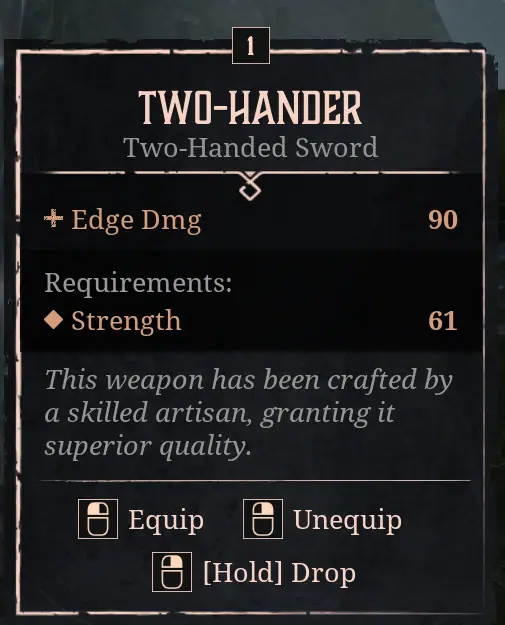 1
TWO-HANDER
Two-Handed Sword
Edge Dmg 90
Requirements:
Strength 61
This weapon has been crafted by
a skilled artisan, granting it
superior quality.
Equip Unequip
[Hold] Drop